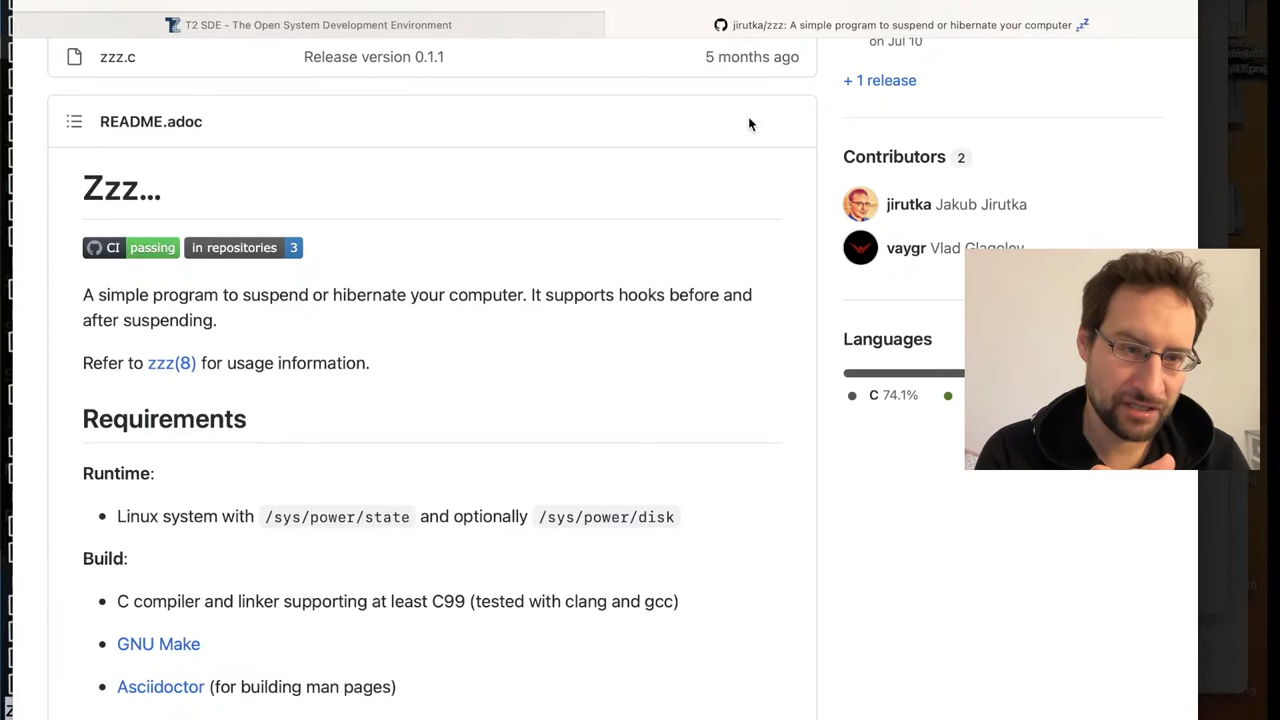 T2 SDE - The Open System Development Environment
jirutka/zzz: A simple program to suspend or hibernate your computer 💤
zzz.c
Release version 0.1.1
5 months ago
on Jul 10
+ 1 release
README.adoc
Zzz…
CI passing
in repositories 3
A simple program to suspend or hibernate your computer. It supports hooks before and
after suspending.
Refer to zzz(8) for usage information.
Requirements
Runtime:
• Linux system with /sys/power/state and optionally /sys/power/disk
Build:
• C compiler and linker supporting at least C99 (tested with clang and gcc)
• GNU Make
• Asciidoctor (for building man pages)
Contributors 2
jirutka Jakub Jirutka
vaygr Vlad Glagolev
Languages
C 74.1%